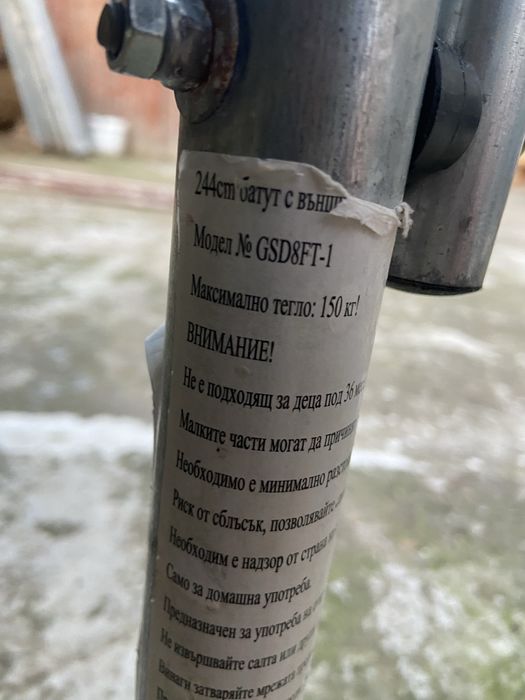 244cm батут с
Модел № GSD8FT-1
Максимално тегло: 150 кг!
ВНИМАНИЕ!
Не е подходящ за деца под 36
Малките части могат да
Необходимо е минимално
Риск от сблъсък, позволявайте
Необходим е надзор от страна
Само за домашна употреба.
Предназначен за употреба на
Не извършвайте салта или
Винаги затваряйте мрежата